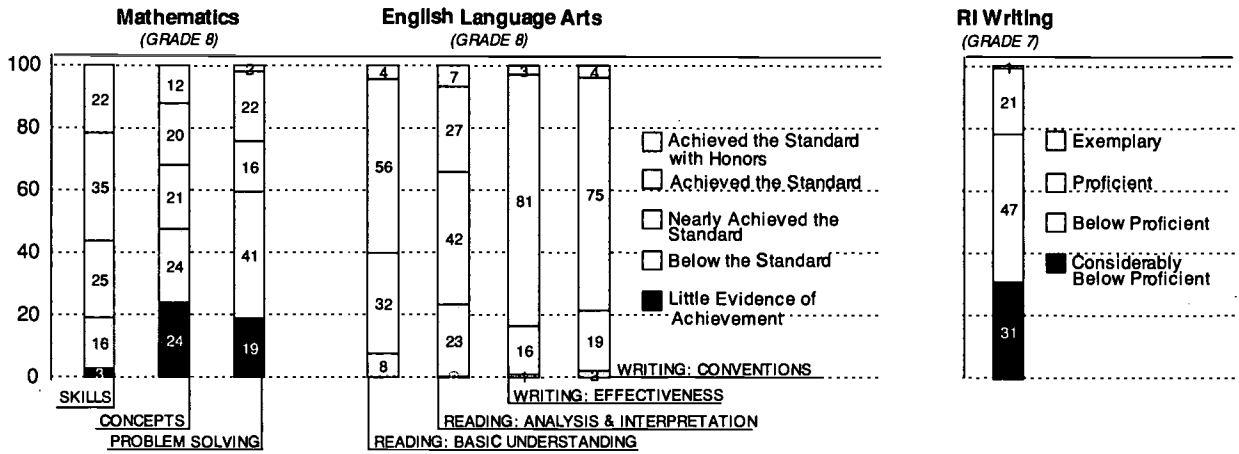 Mathematics
(GRADE 8)
English Language Arts
(GRADE 8)
RI Writing
(GRADE 7)
100
80
60
40
20
0
22
35
25
16
3
12
20
21
24
24
2
22
16
41
19
4
56
32
8
7
27
42
23
3
81
16
1
4
75
19
2
Achieved the Standard
with Honors
Achieved the Standard
Nearly Achieved the
Standard
Below the Standard
Little Evidence of
Achievement
1
21
47
31
Exemplary
Proficient
Below Proficient
Considerably
Below Proficient
SKILLS
CONCEPTS
PROBLEM SOLVING
WRITING: CONVENTIONS
WRITING: EFFECTIVENESS
READING: ANALYSIS & INTERPRETATION
READING: BASIC UNDERSTANDING